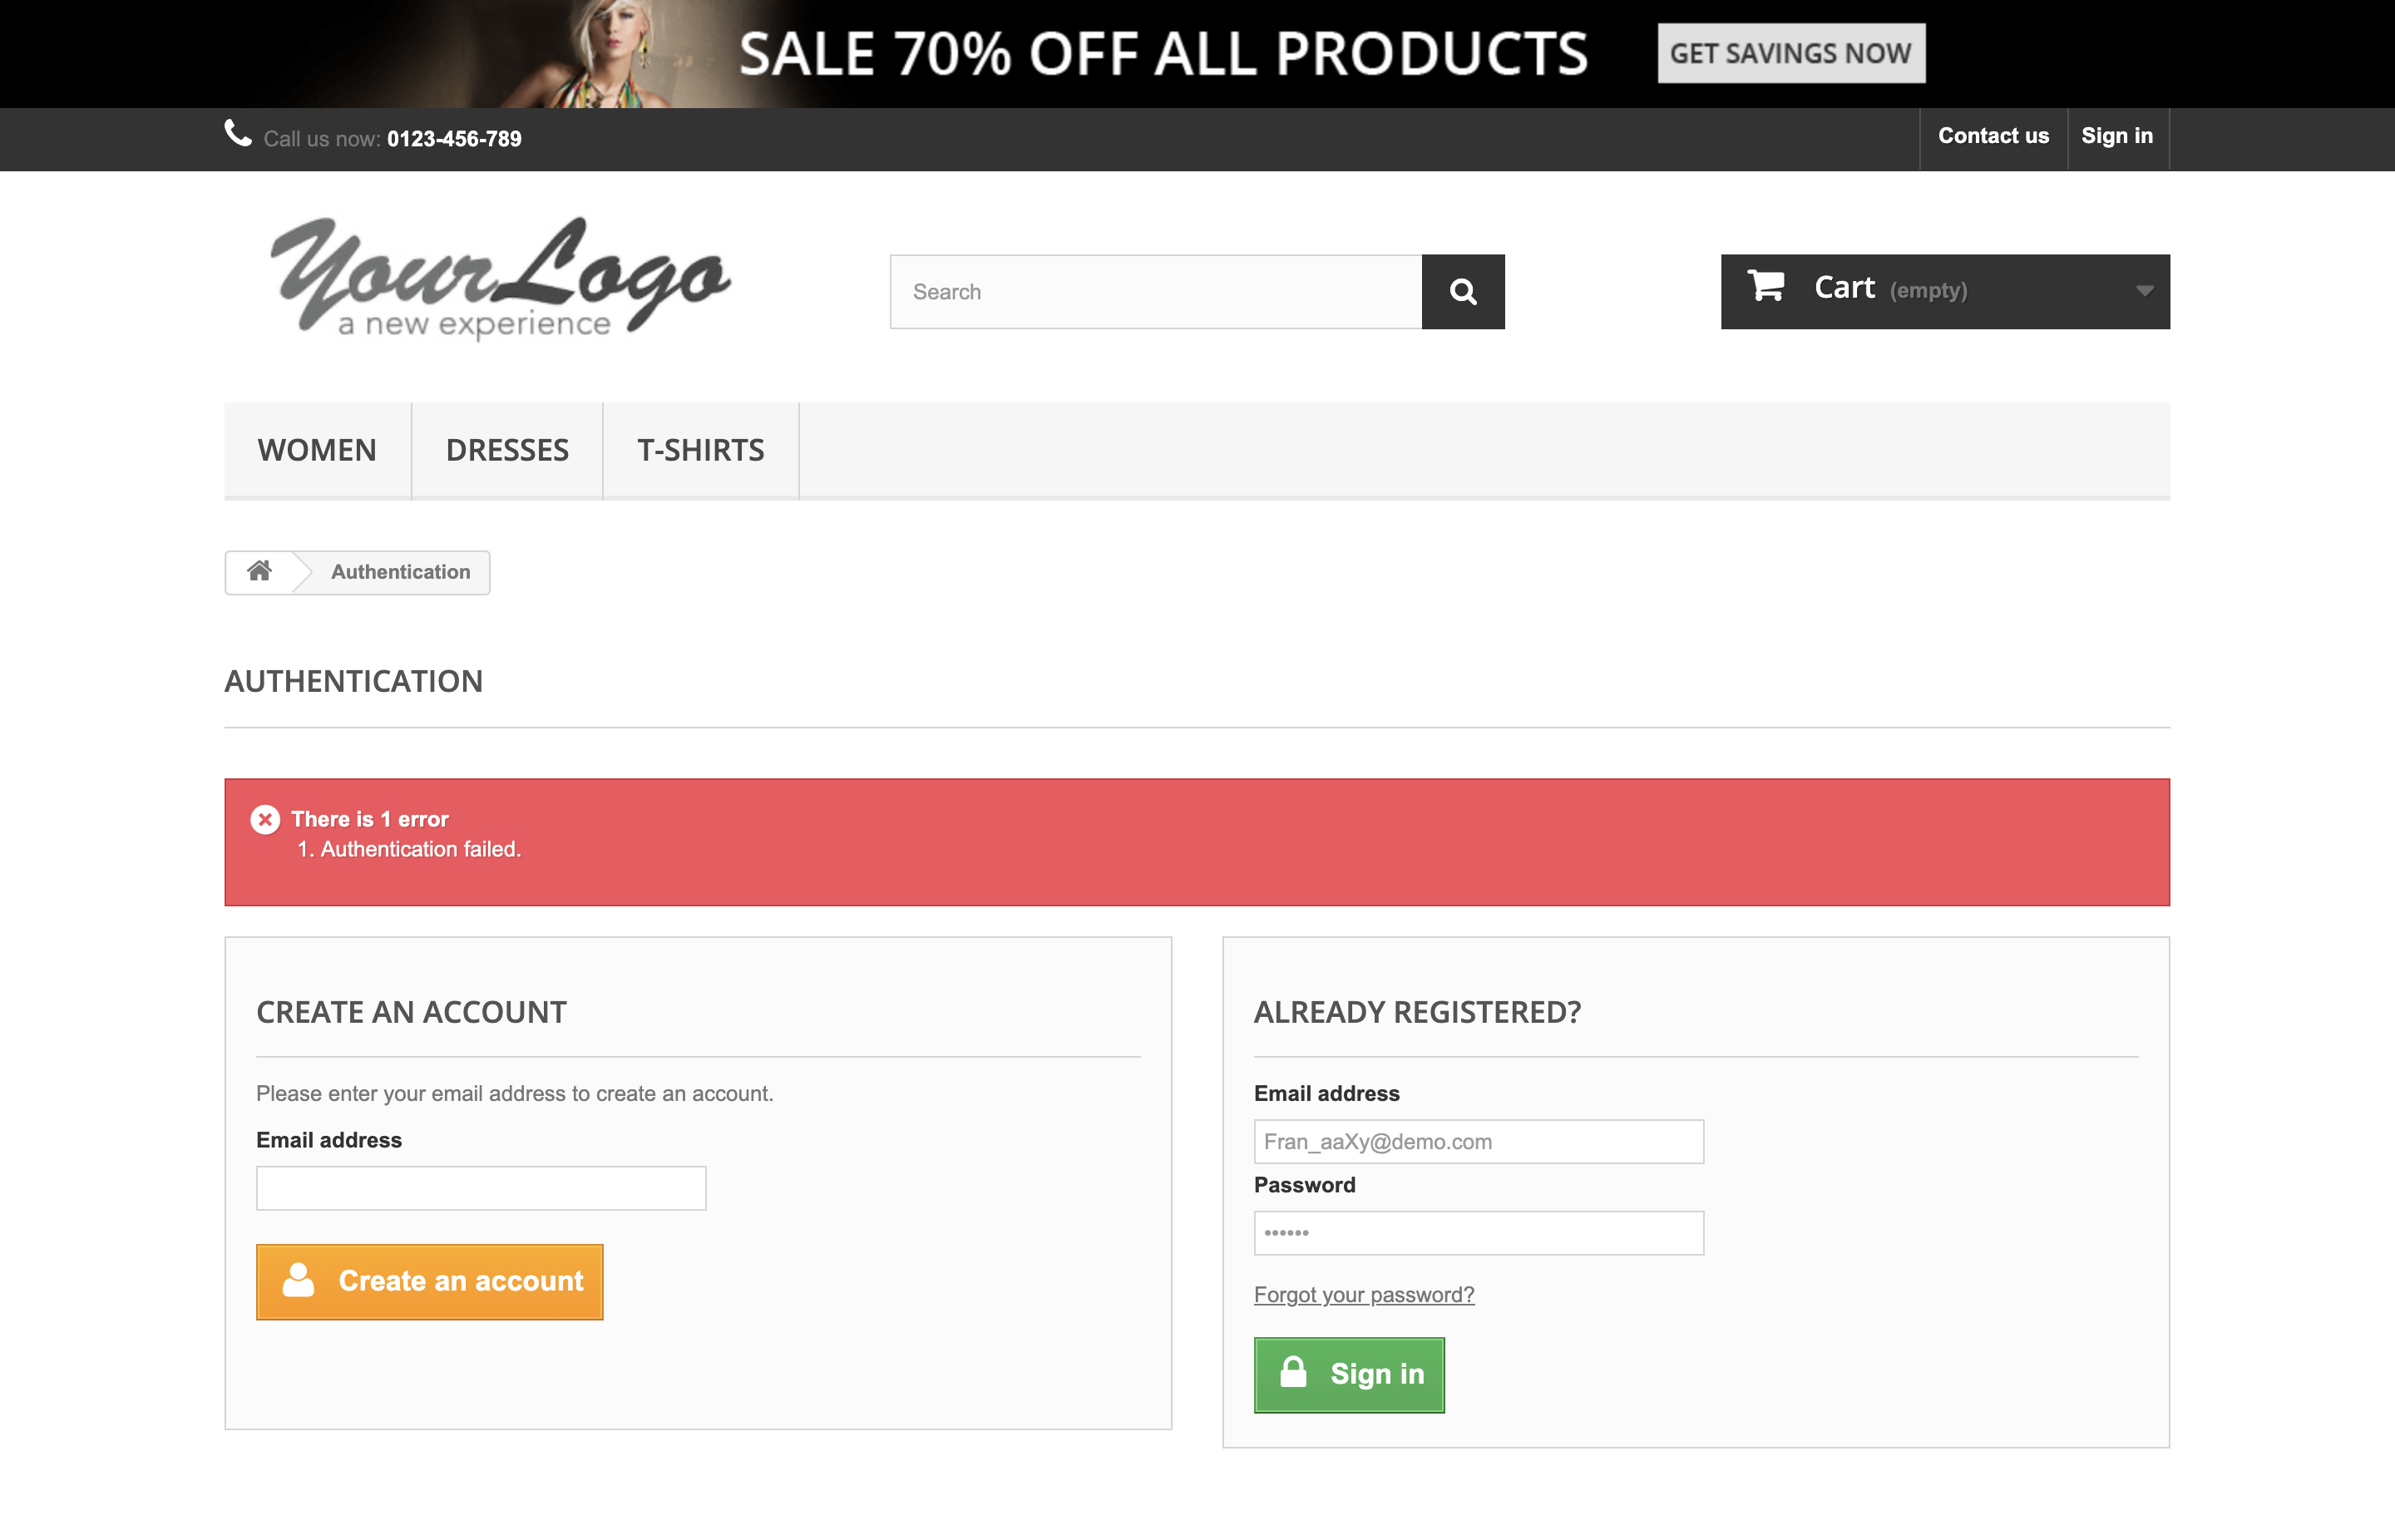 SALE 70% OFF ALL PRODUCTS GET SAVINGS NOW
Call us now: 0123-456-789 Contact us Sign in
Your Logo
a new experience
Search
Cart (empty)
WOMEN DRESSES T-SHIRTS
Authentication
AUTHENTICATION
There is 1 error
1. Authentication failed.
CREATE AN ACCOUNT
Please enter your email address to create an account.
Email address
Create an account
ALREADY REGISTERED?
Email address
Fran_aaXy@demo.com
Password
••••••
Forgot your password?
Sign in